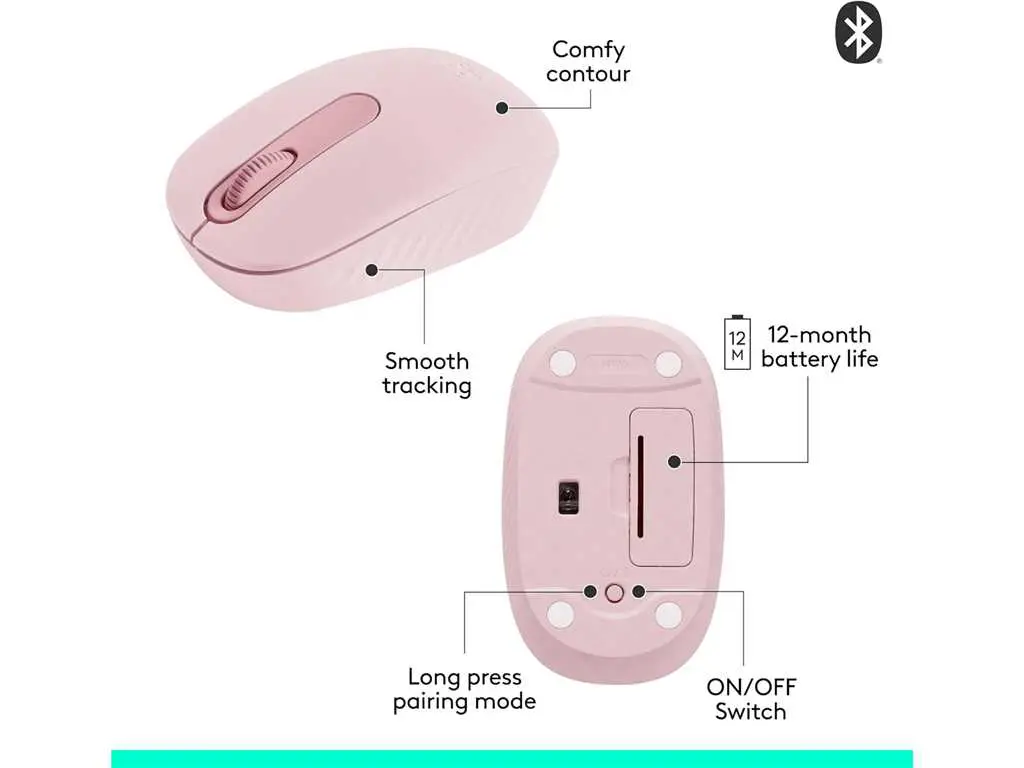 Comfy
contour
Smooth
tracking
12
M
12-month
battery life
Long press
pairing mode
ON/OFF
Switch